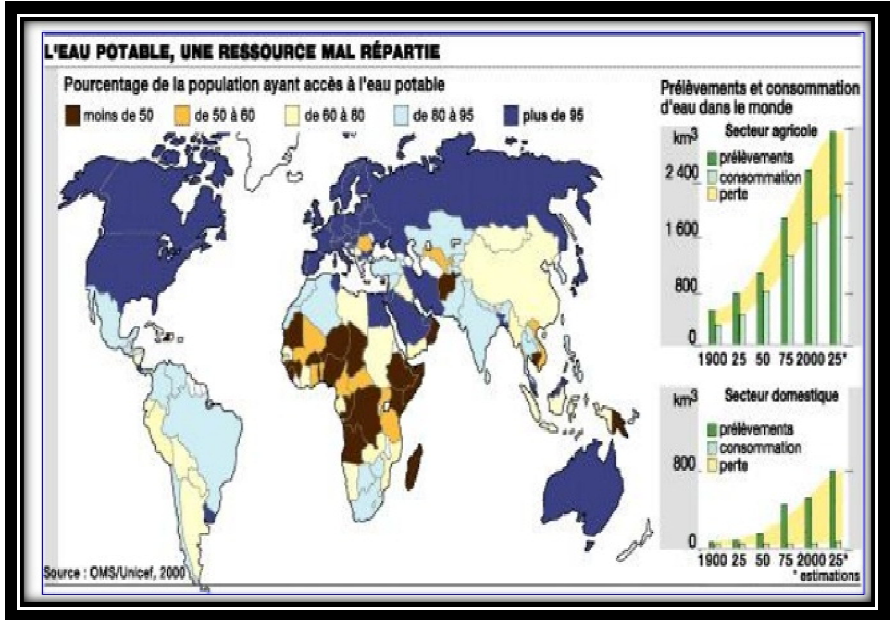 L'EAU POTABLE, UNE RESSOURCE MAL RÉPARTIE
Pourcentage de la population ayant accès à l'eau potable
moins de 50
de 50 à 60
de 60 à 80
de 80 à 95
plus de 95
Prélèvements et consommation
d'eau dans le monde
km³
Secteur agricole
prélèvements
consommation
perte
2 400
1 600
800
0
1900 25 50 75 2000 25*
km³
Secteur domestique
prélèvements
consommation
perte
800
0
1900 25 50 75 2000 25*
* estimations
Source : OMS/Unicef, 2000